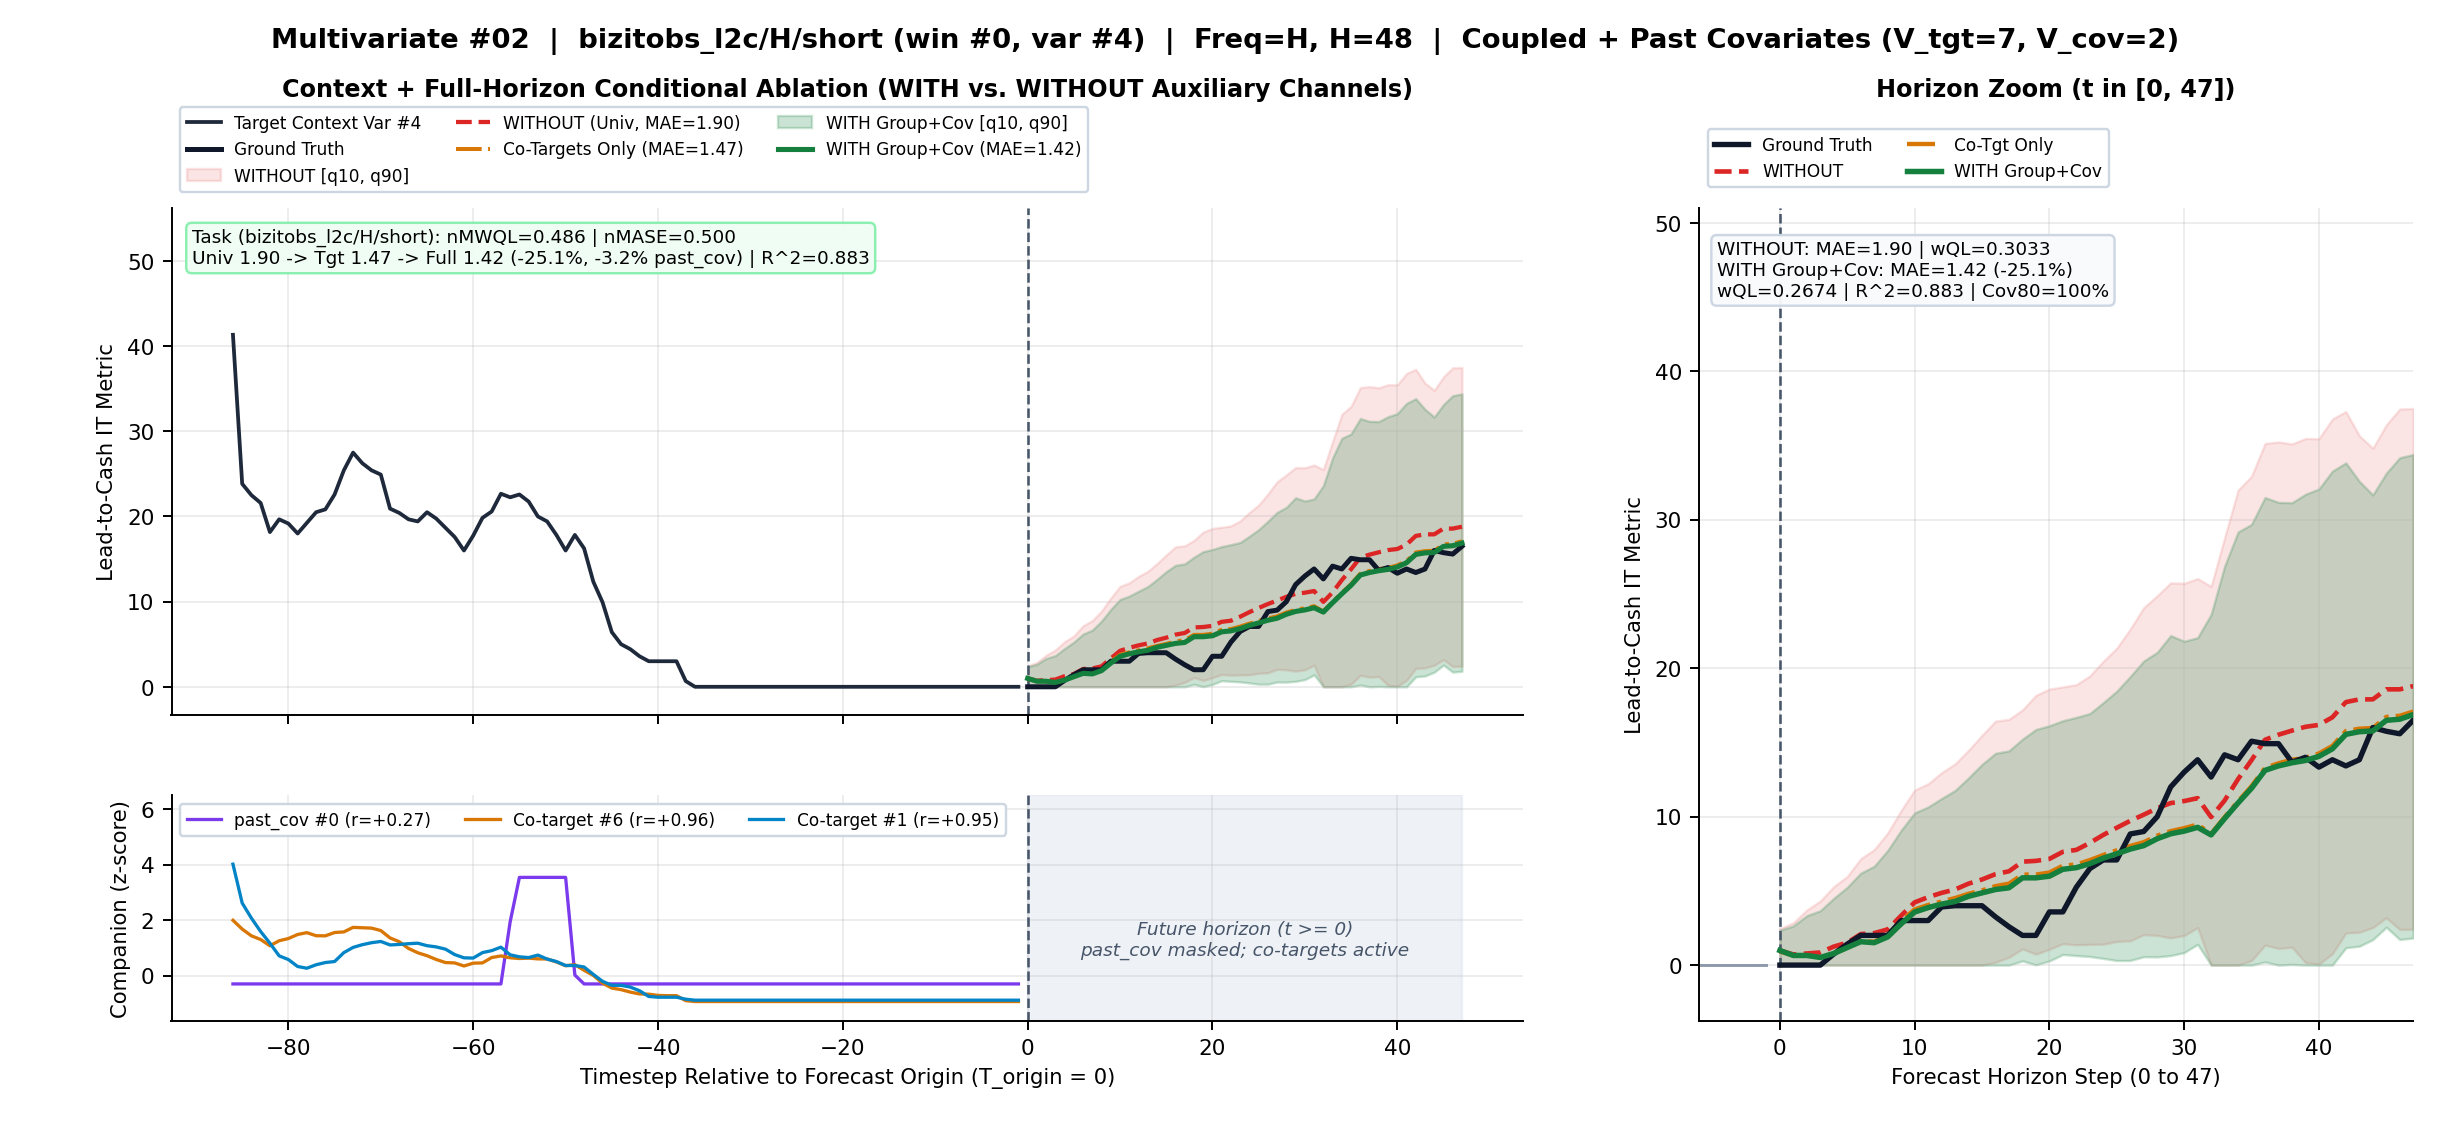 Multivariate #02 | bizitobs_l2c/H/short (win #0, var #4) | Freq=H, H=48 | Coupled + Past Covariates (V_tgt=7, V_cov=2)
Context + Full-Horizon Conditional Ablation (WITH vs. WITHOUT Auxiliary Channels)
Target Context Var #4
Ground Truth
WITHOUT [q10, q90]
WITHOUT (Univ, MAE=1.90)
Co-Targets Only (MAE=1.47)
WITH Group+Cov [q10, q90]
WITH Group+Cov (MAE=1.42)
Task (bizitobs_l2c/H/short): nMWQL=0.486 | nMASE=0.500
Univ 1.90 -> Tgt 1.47 -> Full 1.42 (-25.1%, -3.2% past_cov) | R^2=0.883
Lead-to-Cash IT Metric
50
40
30
20
10
0
past_cov #0 (r=+0.27)
Co-target #6 (r=+0.96)
Co-target #1 (r=+0.95)
Future horizon (t >= 0)
past_cov masked; co-targets active
Companion (z-score)
6
4
2
0
−80
−60
−40
−20
0
20
40
Timestep Relative to Forecast Origin (T_origin = 0)
Horizon Zoom (t in [0, 47])
Ground Truth
WITHOUT
Co-Tgt Only
WITH Group+Cov
WITHOUT: MAE=1.90 | wQL=0.3033
WITH Group+Cov: MAE=1.42 (-25.1%)
wQL=0.2674 | R^2=0.883 | Cov80=100%
Lead-to-Cash IT Metric
50
40
30
20
10
0
0
10
20
30
40
Forecast Horizon Step (0 to 47)